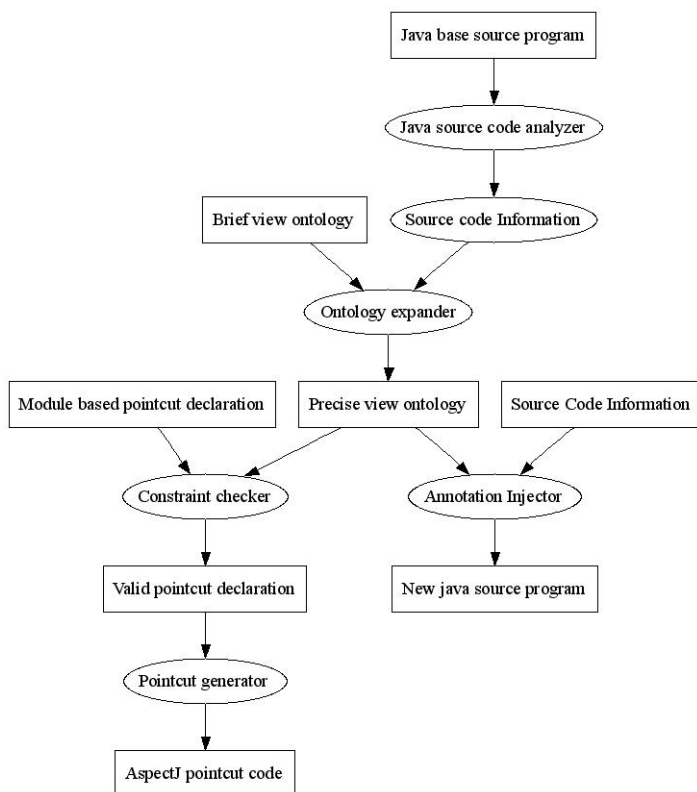 Java base source program
Java source code analyzer
Brief view ontology
Source code Information
Ontology expander
Module based pointcut declaration
Precise view ontology
Source Code Information
Constraint checker
Annotation Injector
Valid pointcut declaration
New java source program
Pointcut generator
AspectJ pointcut code